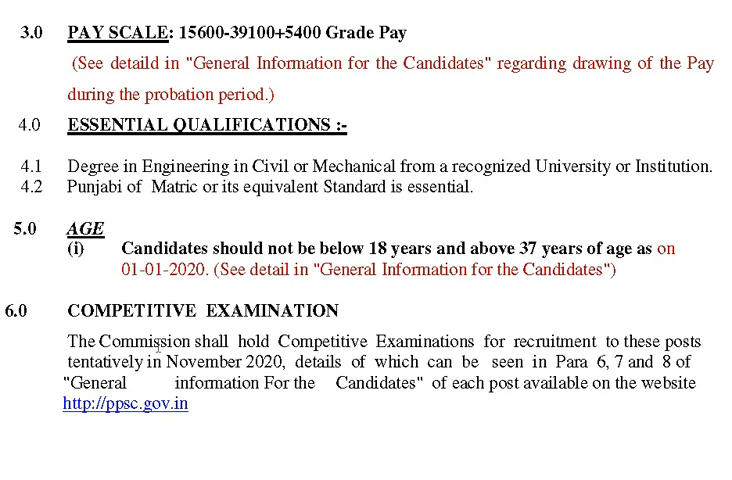 3.0 PAY SCALE: 15600-39100+5400 Grade Pay
(See detaild in "General Information for the Candidates" regarding drawing of the Pay
during the probation period.)
4.0 ESSENTIAL QUALIFICATIONS :-
4.1 Degree in Engineering in Civil or Mechanical from a recognized University or Institution.
4.2 Punjabi of Matric or its equivalent Standard is essential.
5.0 AGE
(i) Candidates should not be below 18 years and above 37 years of age as on
01-01-2020. (See detail in "General Information for the Candidates")
6.0 COMPETITIVE EXAMINATION
The Commission shall hold Competitive Examinations for recruitment to these posts
tentatively in November 2020, details of which can be seen in Para 6, 7 and 8 of
"General information For the Candidates" of each post available on the website
http://ppsc.gov.in